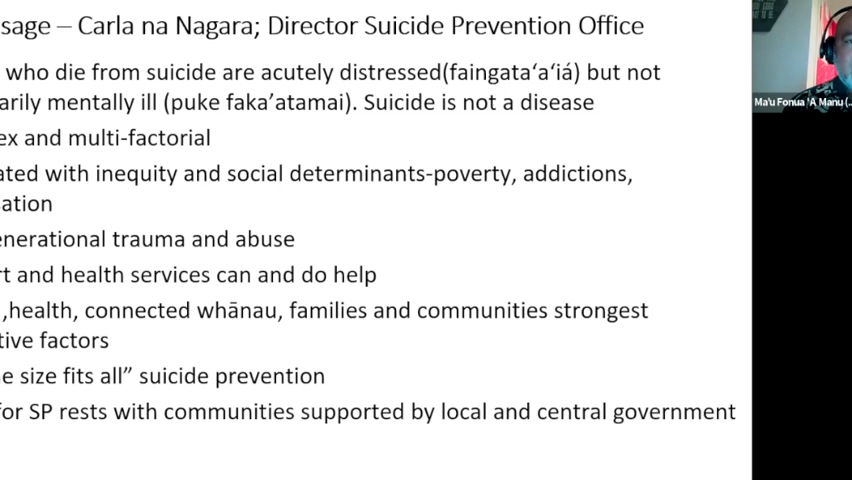 sage – Carla na Nagara; Director Suicide Prevention Office
who die from suicide are acutely distressed(faingata‘a‘iá) but not
arily mentally ill (puke faka’atamai). Suicide is not a disease
ex and multi-factorial
ated with inequity and social determinants-poverty, addictions,
sation
enerational trauma and abuse
rt and health services can and do help
,health, connected whānau, families and communities strongest
tive factors
e size fits all” suicide prevention
for SP rests with communities supported by local and central government
Ma'u Fonua 'A Manu (...